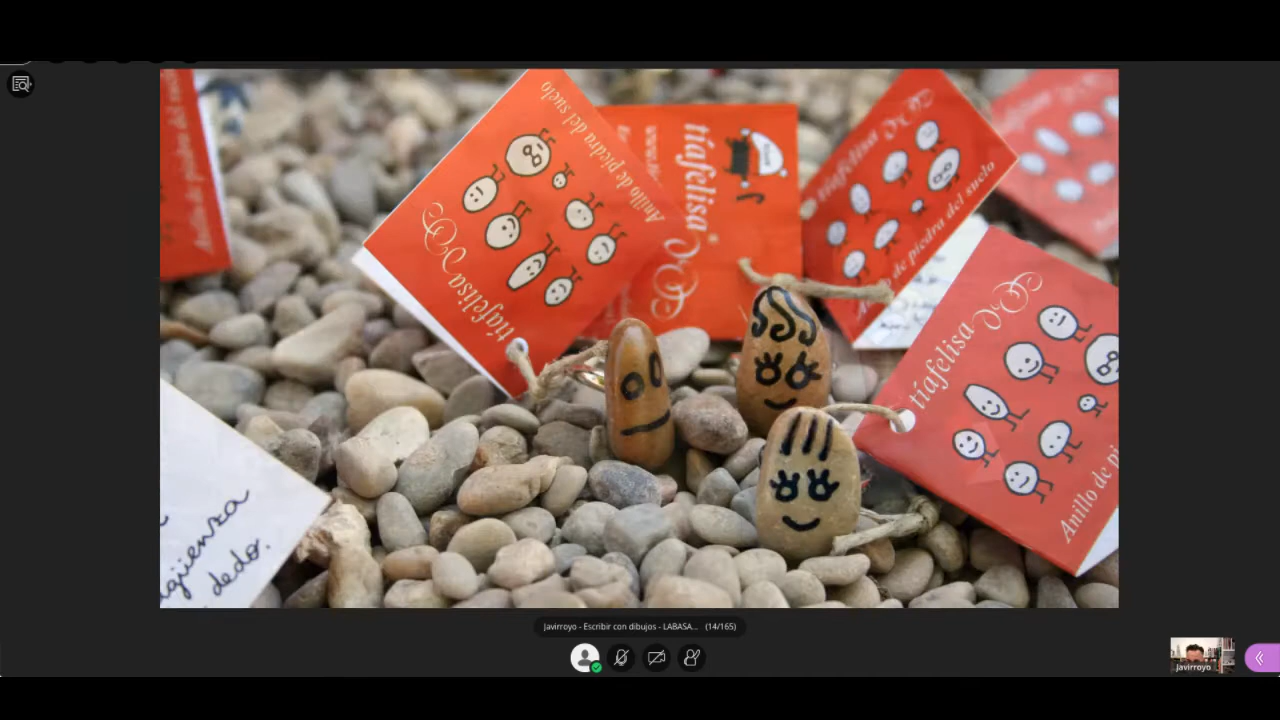 Anillo de piedra del suelo
tíafelisa
tíafelisa
tíafelisa
de piedra del suelo
tíafelisa
Anillo de pi
dedo.
Javirroyo - Escribir con dibujos - LABASA... (14/165)
Javirroyo